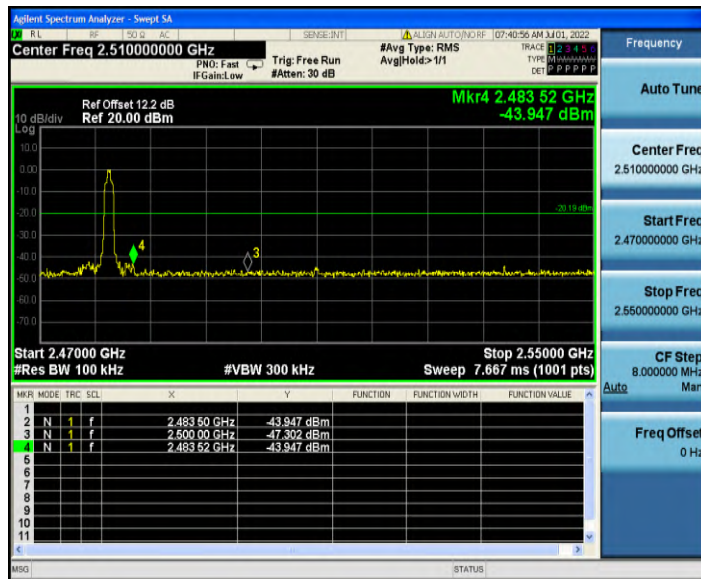 Agilent Spectrum Analyzer - Swept SA
RL RF 50 Ω AC SENSE:INT ALIGN AUTO/NO RF 07:40:56 AM Jul 01, 2022
Center Freq 2.510000000 GHz
PNO: Fast
IFGain:Low
Trig: Free Run
#Atten: 30 dB
#Avg Type: RMS
Avg|Hold:>1/1
TRACE 1 2 3 4 5 6
TYPE M
DET P P P P P P
Frequency
Auto Tune
Center Freq
2.510000000 GHz
Start Freq
2.470000000 GHz
Stop Freq
2.550000000 GHz
CF Step
8.000000 MHz
Auto Man
Freq Offset
0 Hz
Mkr4 2.483 52 GHz
-43.947 dBm
Ref Offset 12.2 dB
10 dB/div Ref 20.00 dBm
Log
10.0
0.00
-10.0
-20.0
-30.0
-40.0
-50.0
-60.0
-70.0
-20.19 dBm
4
3
Start 2.47000 GHz Stop 2.55000 GHz
#Res BW 100 kHz #VBW 300 kHz Sweep 7.667 ms (1001 pts)
MKR MODE TRC SCL X Y FUNCTION FUNCTION WIDTH FUNCTION VALUE
1
2 N 1 f 2.483 50 GHz -43.947 dBm
3 N 1 f 2.500 00 GHz -47.302 dBm
4 N 1 f 2.483 52 GHz -43.947 dBm
5
6
7
8
9
10
11
MSG STATUS